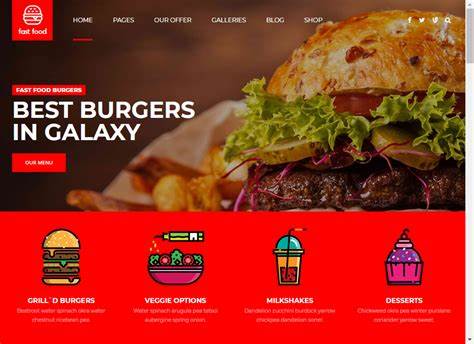 fast food
HOME PAGES OUR OFFER GALLERIES BLOG SHOP
FAST FOOD BURGERS
BEST BURGERS
IN GALAXY
OUR MENU
GRILL`D BURGERS VEGGIE OPTIONS MILKSHAKES DESSERTS
Beetroot water spinach okra water Water spinach arugula pea tatsoi Dandelion zucchini burdock yarrow Chickweed okra pea winter purslane
chestnut ricebean pea. aubergine spring onion. chickpea dandelion sorrel. coriander yarrow sweet.